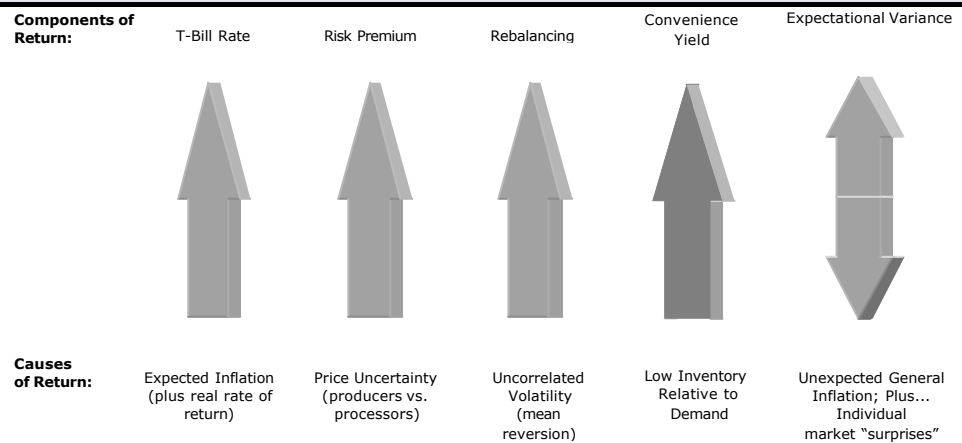 Components of
Return:
T-Bill Rate
Risk Premium
Rebalancing
Convenience
Yield
Expectational Variance
Causes
of Return:
Expected Inflation
(plus real rate of
return)
Price Uncertainty
(producers vs.
processors)
Uncorrelated
Volatility
(mean
reversion)
Low Inventory
Relative to
Demand
Unexpected General
Inflation; Plus...
Individual
market “surprises”